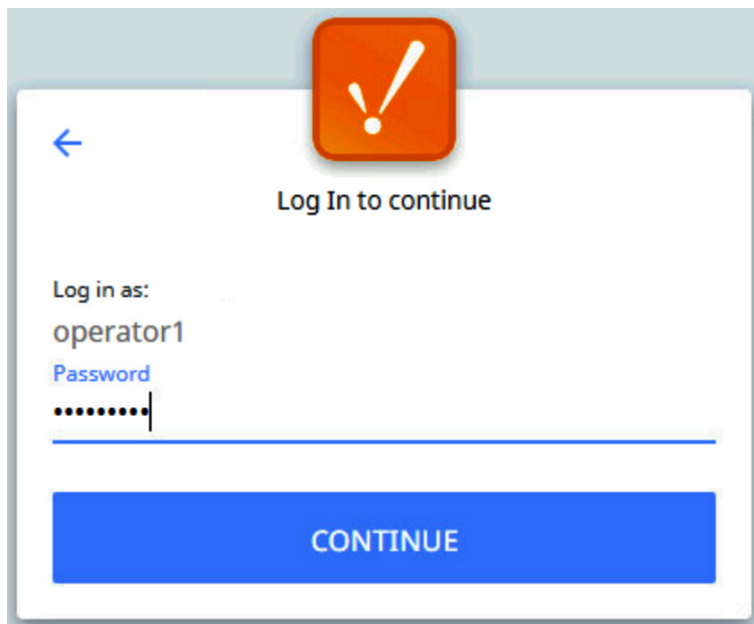 Log In to continue
Log in as:
operator1
Password
•••••••••
CONTINUE